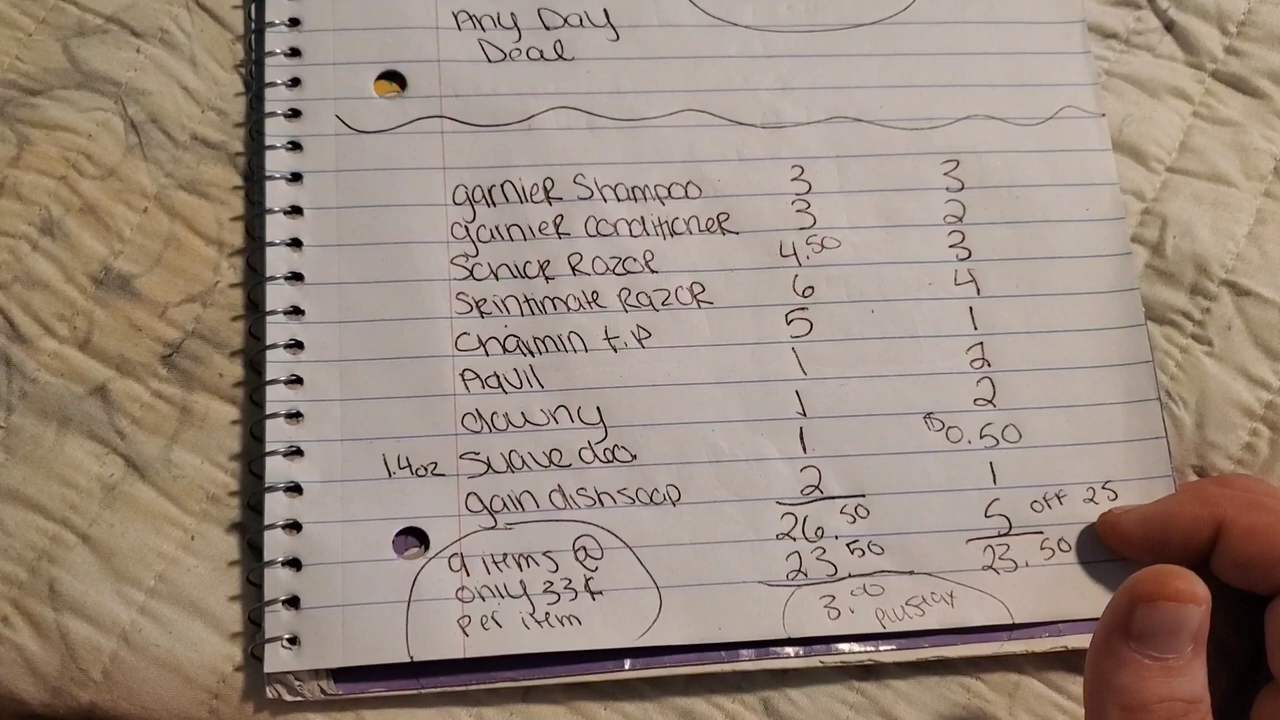 Any Day
Deal
garnier Shampoo 3 3
garnier conditioner 3 2
Schick Razor 4.50 3
Skintimate Razor 6 4
Charmin t.p 5 1
Advil 1 2
downy 1 2
1.4oz Suave deo. 1. $0.50
gain dishsoap 2 1
26.50 5 off 25
23.50 23.50
3.00 plus tax
9 items @
only 33¢
per item